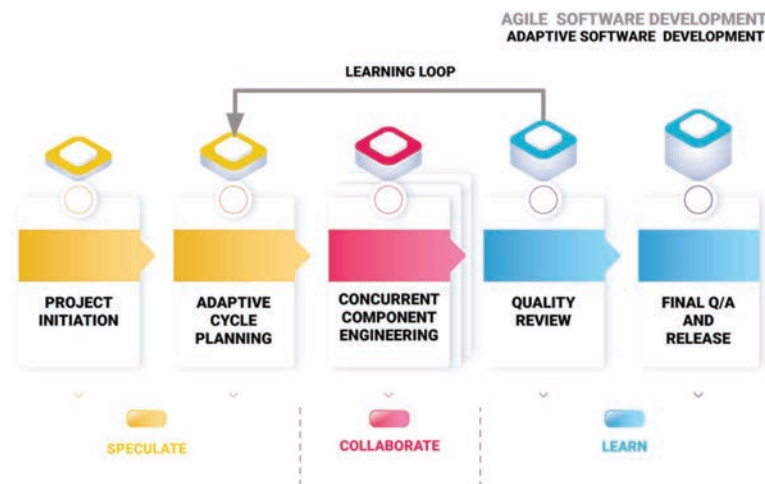 AGILE SOFTWARE DEVELOPMENT
ADAPTIVE SOFTWARE DEVELOPMENT
LEARNING LOOP
PROJECT
INITIATION
ADAPTIVE
CYCLE
PLANNING
CONCURRENT
COMPONENT
ENGINEERING
QUALITY
REVIEW
FINAL Q/A
AND
RELEASE
SPECULATE
COLLABORATE
LEARN